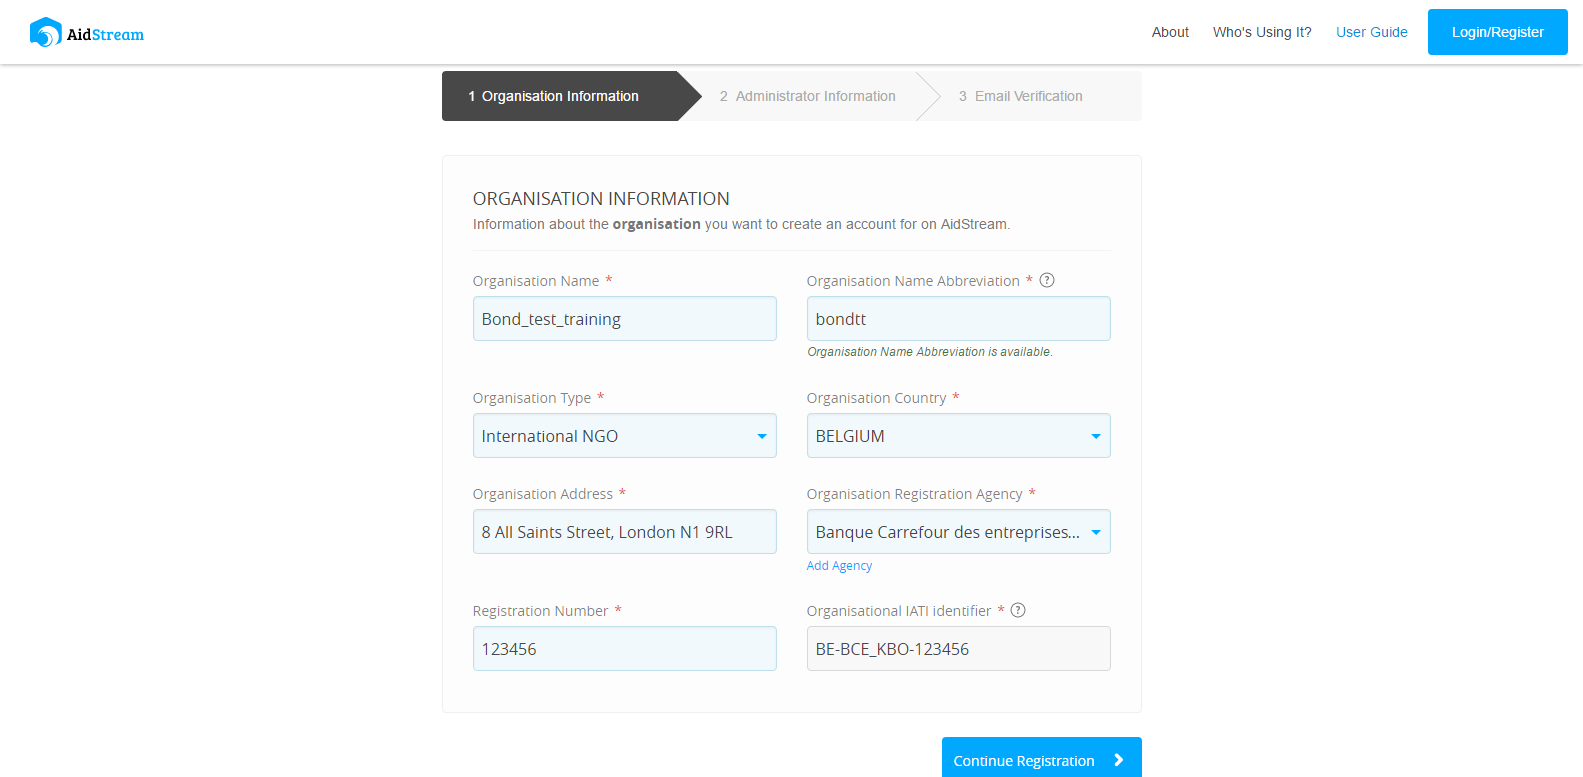 AidStream
About Who's Using It? User Guide Login/Register
1 Organisation Information 2 Administrator Information 3 Email Verification
ORGANISATION INFORMATION
Information about the organisation you want to create an account for on AidStream.
Organisation Name * Organisation Name Abbreviation * ?
Bond_test_training bondtt
Organisation Name Abbreviation is available.
Organisation Type * Organisation Country *
International NGO BELGIUM
Organisation Address * Organisation Registration Agency *
8 All Saints Street, London N1 9RL Banque Carrefour des entreprises...
Add Agency
Registration Number * Organisational IATI identifier * ?
123456 BE-BCE_KBO-123456
Continue Registration